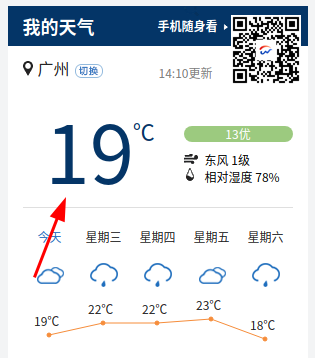 我的天气
手机随身看
广州 切换
14:10更新
19℃
13优
东风 1级
相对湿度 78%
今天 星期三 星期四 星期五 星期六
19℃ 22℃ 22℃ 23℃ 18℃